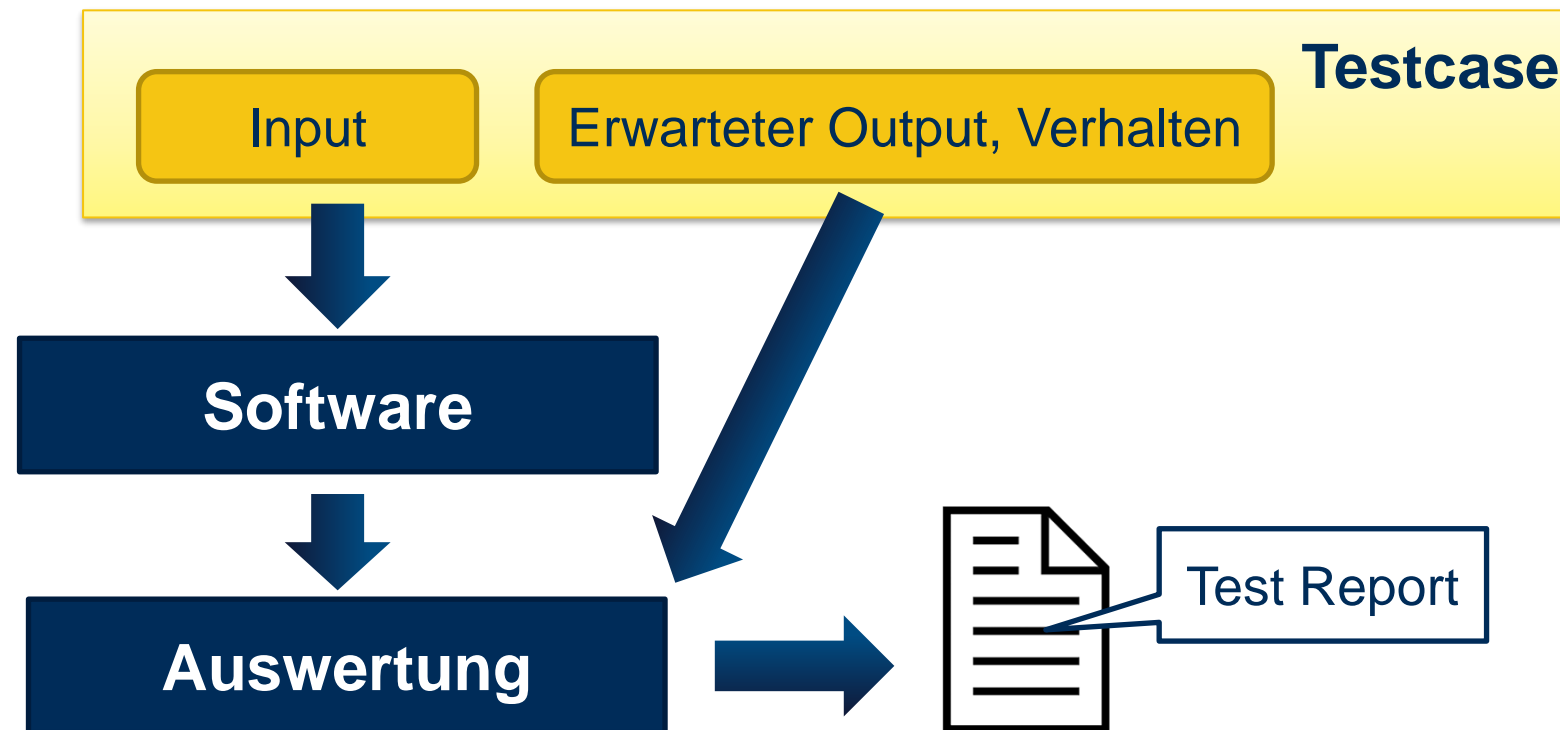 Testcase
Input
Erwarteter Output, Verhalten
Software
Auswertung
Test Report